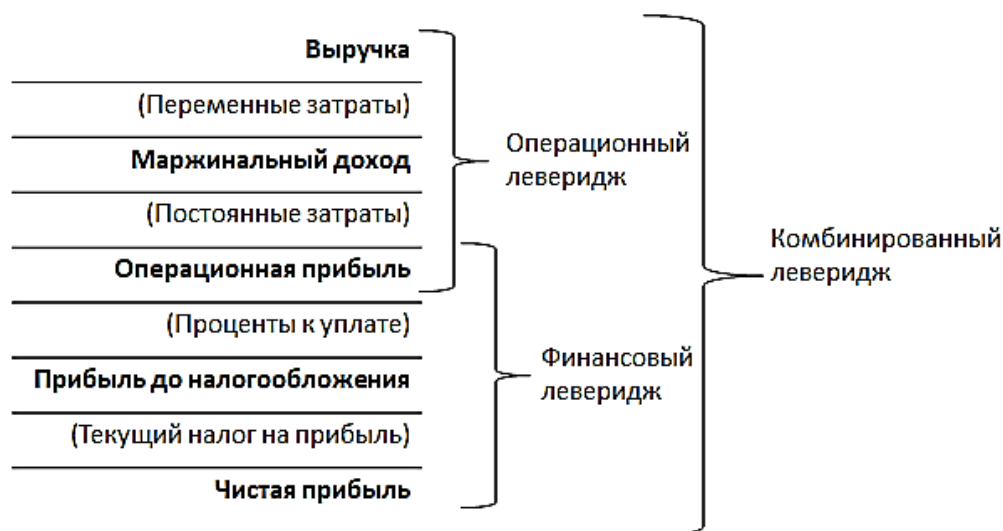 Выручка
(Переменные затраты)
Маржинальный доход
(Постоянные затраты)
Операционная прибыль
(Проценты к уплате)
Прибыль до налогообложения
(Текущий налог на прибыль)
Чистая прибыль
Операционный
леверидж
Финансовый
леверидж
Комбинированный
леверидж